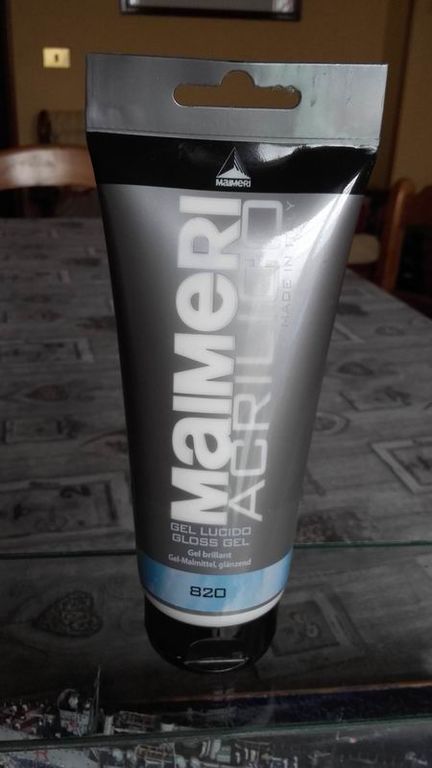 MAIMERI
MAIMERI
ACRILICO
MADE IN ITALY
GEL LUCIDO
GLOSS GEL
Gel brillant
Gel-Malmittel, glänzend
820